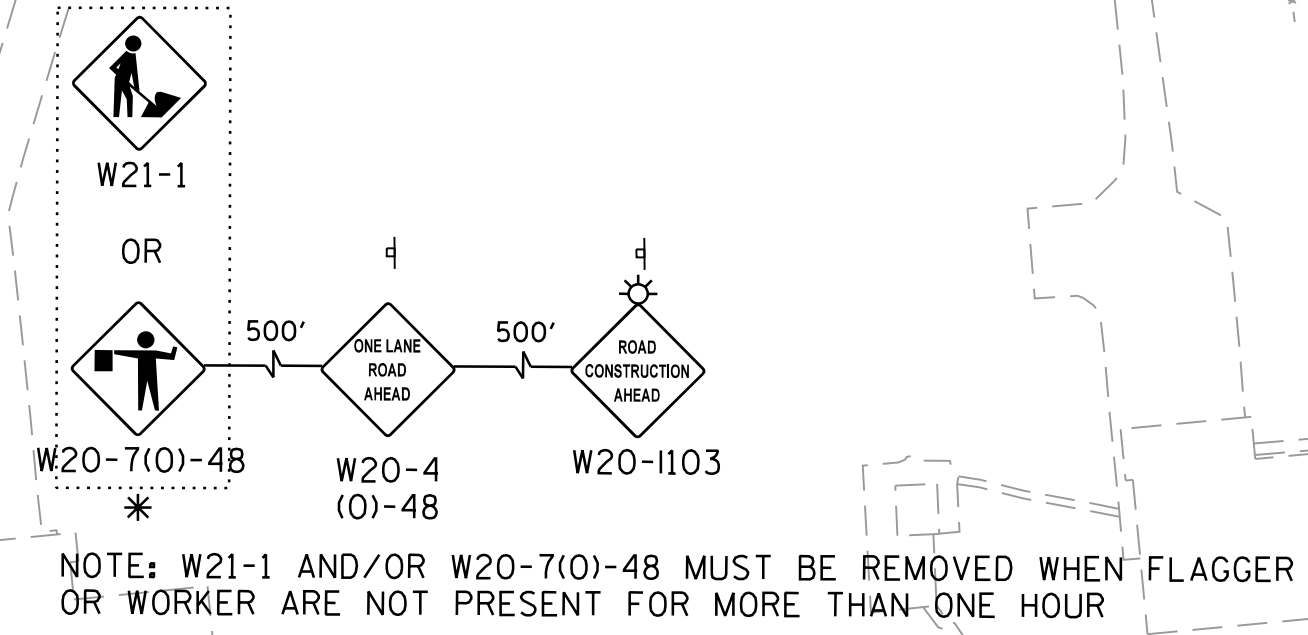 W21-1
OR
500'
500'
ONE LANE
ROAD
AHEAD
ROAD
CONSTRUCTION
AHEAD
W20-7(O)-48
W20-4
(O)-48
W20-I103
NOTE: W21-1 AND/OR W20-7(O)-48 MUST BE REMOVED WHEN FLAGGER
OR WORKER ARE NOT PRESENT FOR MORE THAN ONE HOUR